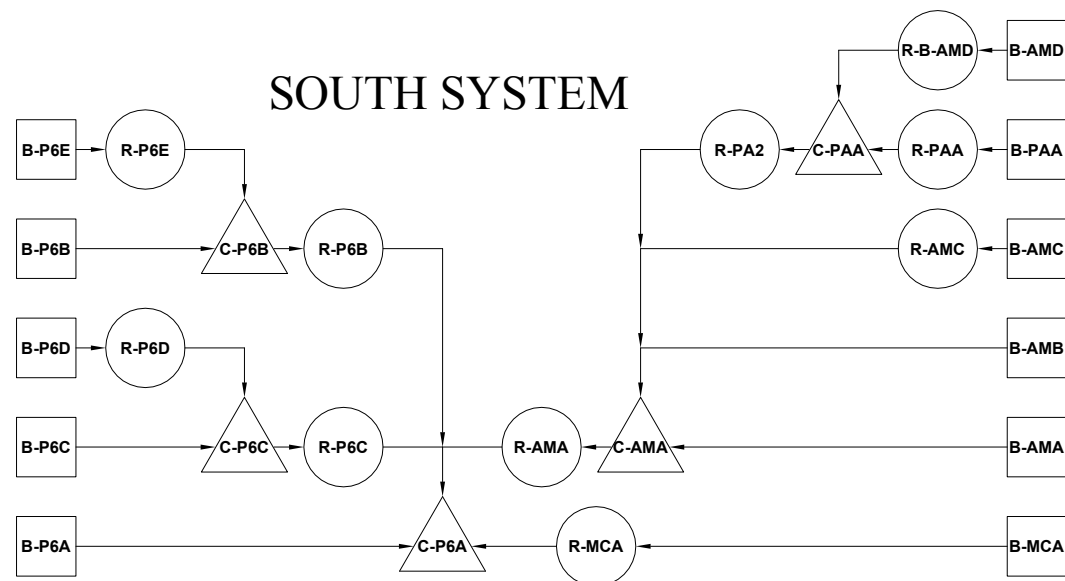 R-B-AMD
B-AMD
SOUTH SYSTEM
B-P6E
R-P6E
R-PA2
C-PAA
R-PAA
B-PAA
B-P6B
C-P6B
R-P6B
R-AMC
B-AMC
B-P6D
R-P6D
B-AMB
B-P6C
C-P6C
R-P6C
R-AMA
C-AMA
B-AMA
B-P6A
C-P6A
R-MCA
B-MCA